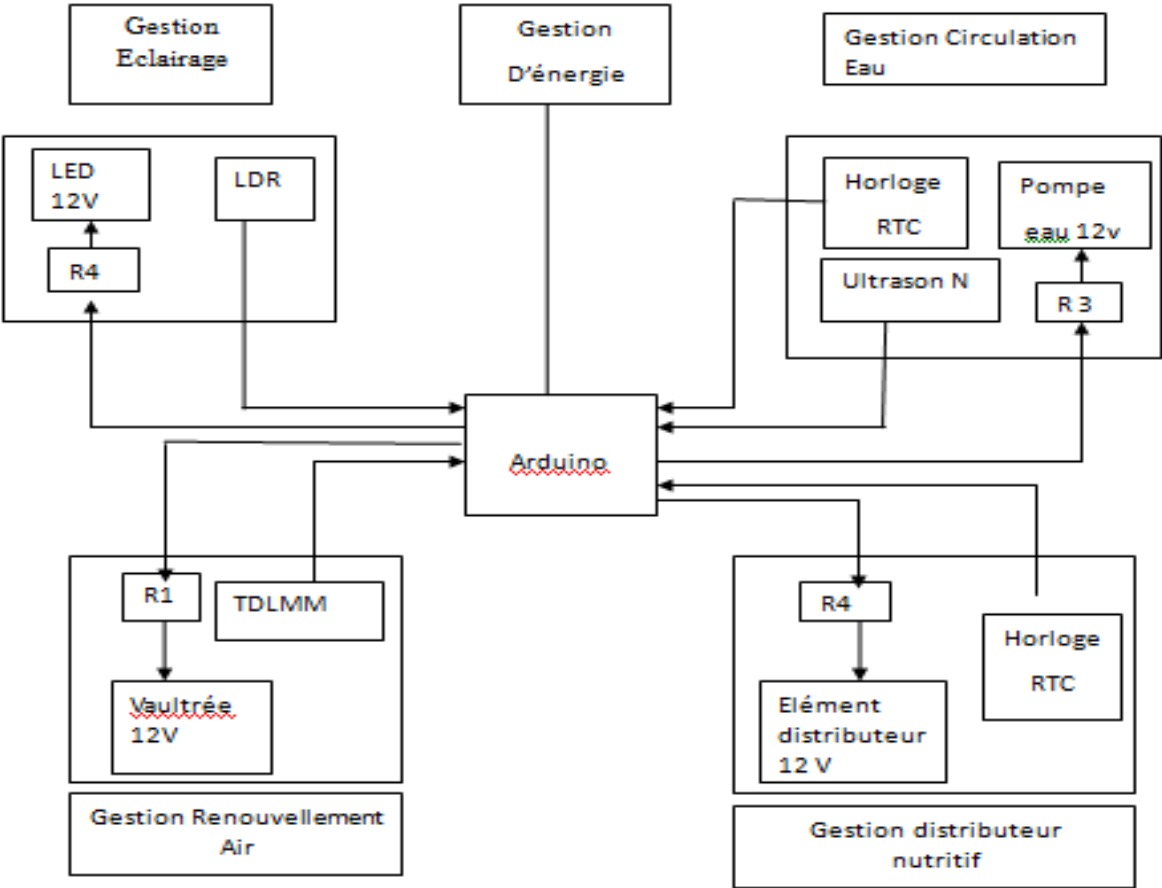 Gestion
Eclairage
Gestion
D'énergie
Gestion Circulation
Eau
LED
12V
LDR
R4
Horloge
RTC
Pompe
eau 12v
Ultrason N
R 3
Arduino
R1
TDLMM
Vaultrée
12V
R4
Horloge
RTC
Elément
distributeur
12 V
Gestion Renouvellement
Air
Gestion distributeur
nutritif